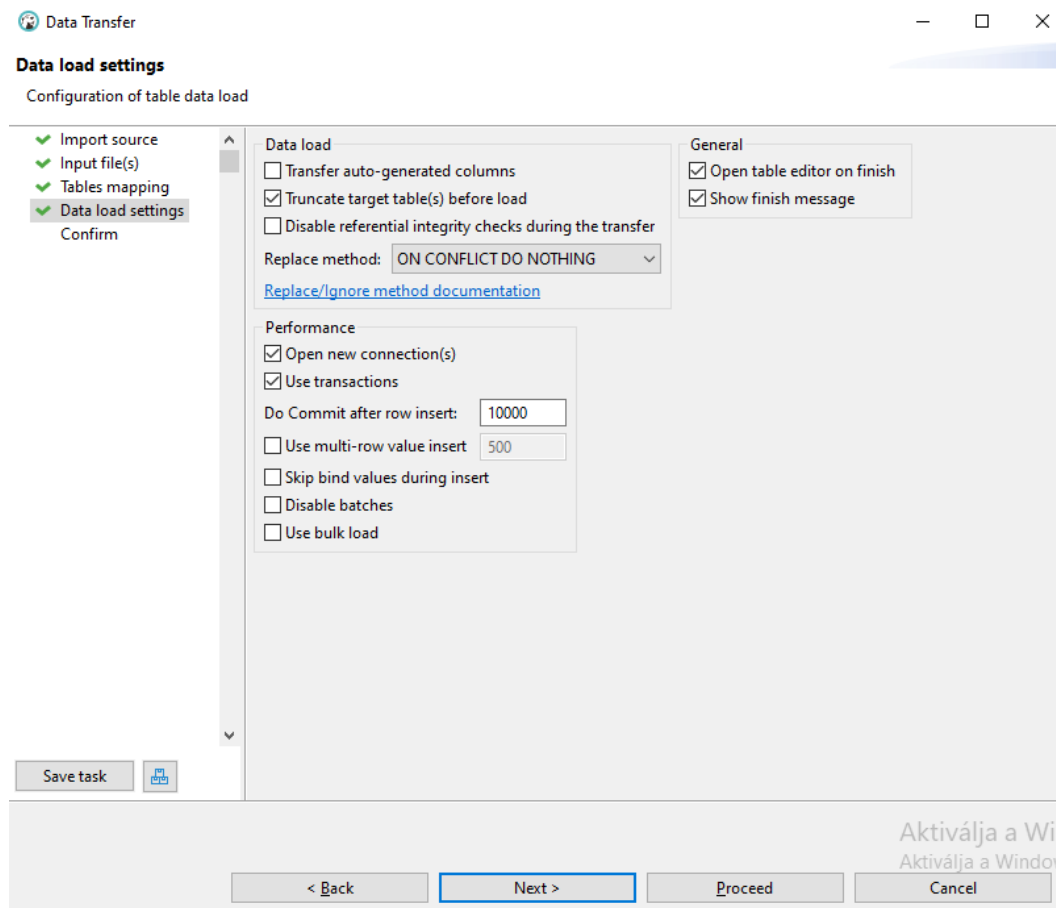 Data Transfer
Data load settings
Configuration of table data load
Import source
Input file(s)
Tables mapping
Data load settings
Confirm
Save task
Data load
Transfer auto-generated columns
Truncate target table(s) before load
Disable referential integrity checks during the transfer
Replace method: ON CONFLICT DO NOTHING
Replace/Ignore method documentation
General
Open table editor on finish
Show finish message
Performance
Open new connection(s)
Use transactions
Do Commit after row insert: 10000
Use multi-row value insert 500
Skip bind values during insert
Disable batches
Use bulk load
Aktiválja a Wi
Aktiválja a Windo
< Back
Next >
Proceed
Cancel